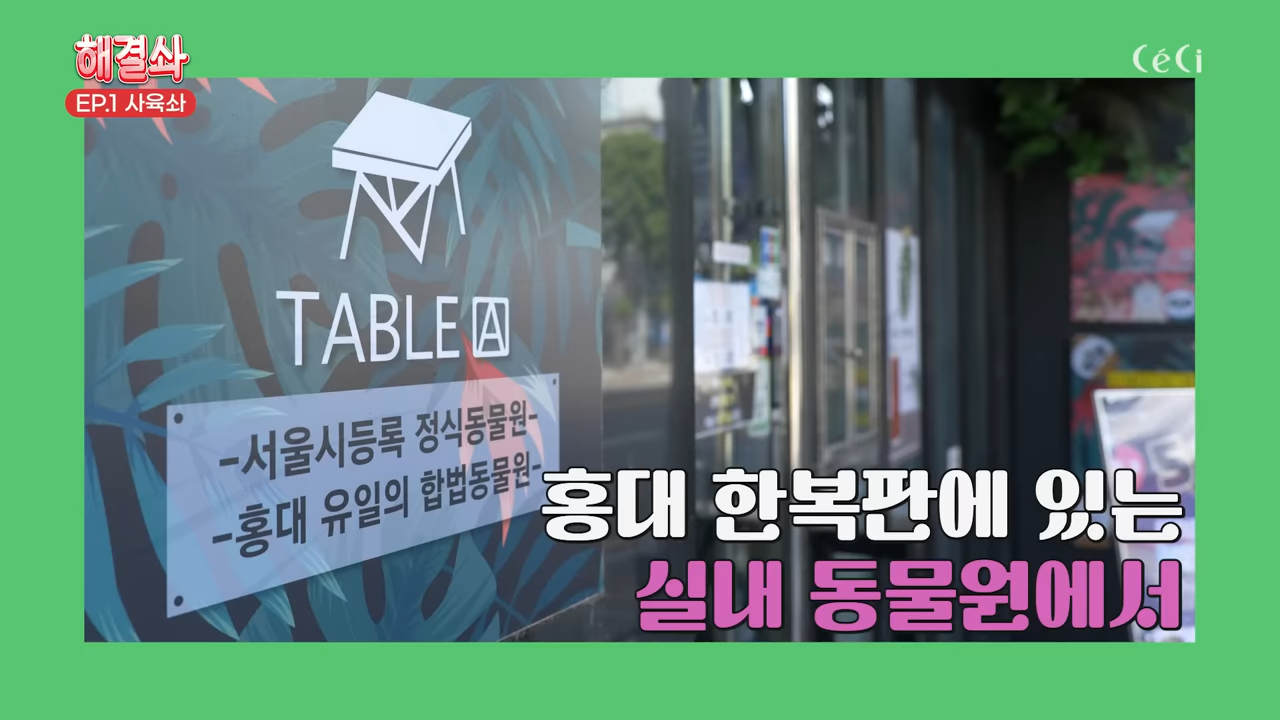 해결솨
EP.1 사육솨
CéCi
TABLE A
-서울시등록 정식동물원-
-홍대 유일의 합법동물원-
홍대 한복판에 있는
실내 동물원에서